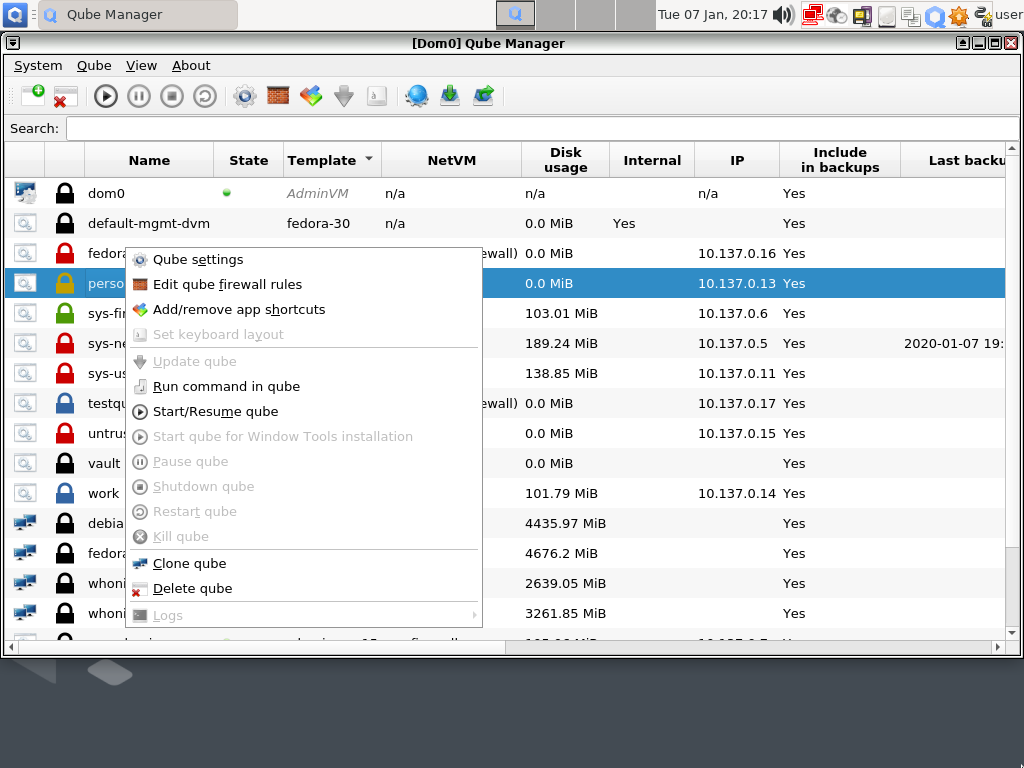 Qube Manager
Tue 07 Jan, 20:17
user
[Dom0] Qube Manager
System Qube View About
Search:
Name State Template NetVM Disk usage Internal IP Include in backups Last backu
dom0 AdminVM n/a n/a n/a Yes
default-mgmt-dvm fedora-30 n/a 0.0 MiB Yes Yes
fedora ewall) 0.0 MiB 10.137.0.16 Yes
perso 0.0 MiB 10.137.0.13 Yes
sys-fir 103.01 MiB 10.137.0.6 Yes
sys-ne 189.24 MiB 10.137.0.5 Yes 2020-01-07 19:
sys-us 138.85 MiB 10.137.0.11 Yes
testqu ewall) 0.0 MiB 10.137.0.17 Yes
untrus 0.0 MiB 10.137.0.15 Yes
vault 0.0 MiB Yes
work 101.79 MiB 10.137.0.14 Yes
debia 4435.97 MiB Yes
fedora 4676.2 MiB Yes
whoni 2639.05 MiB Yes
whoni 3261.85 MiB Yes
Qube settings
Edit qube firewall rules
Add/remove app shortcuts
Set keyboard layout
Update qube
Run command in qube
Start/Resume qube
Start qube for Window Tools installation
Pause qube
Shutdown qube
Restart qube
Kill qube
Clone qube
Delete qube
Logs